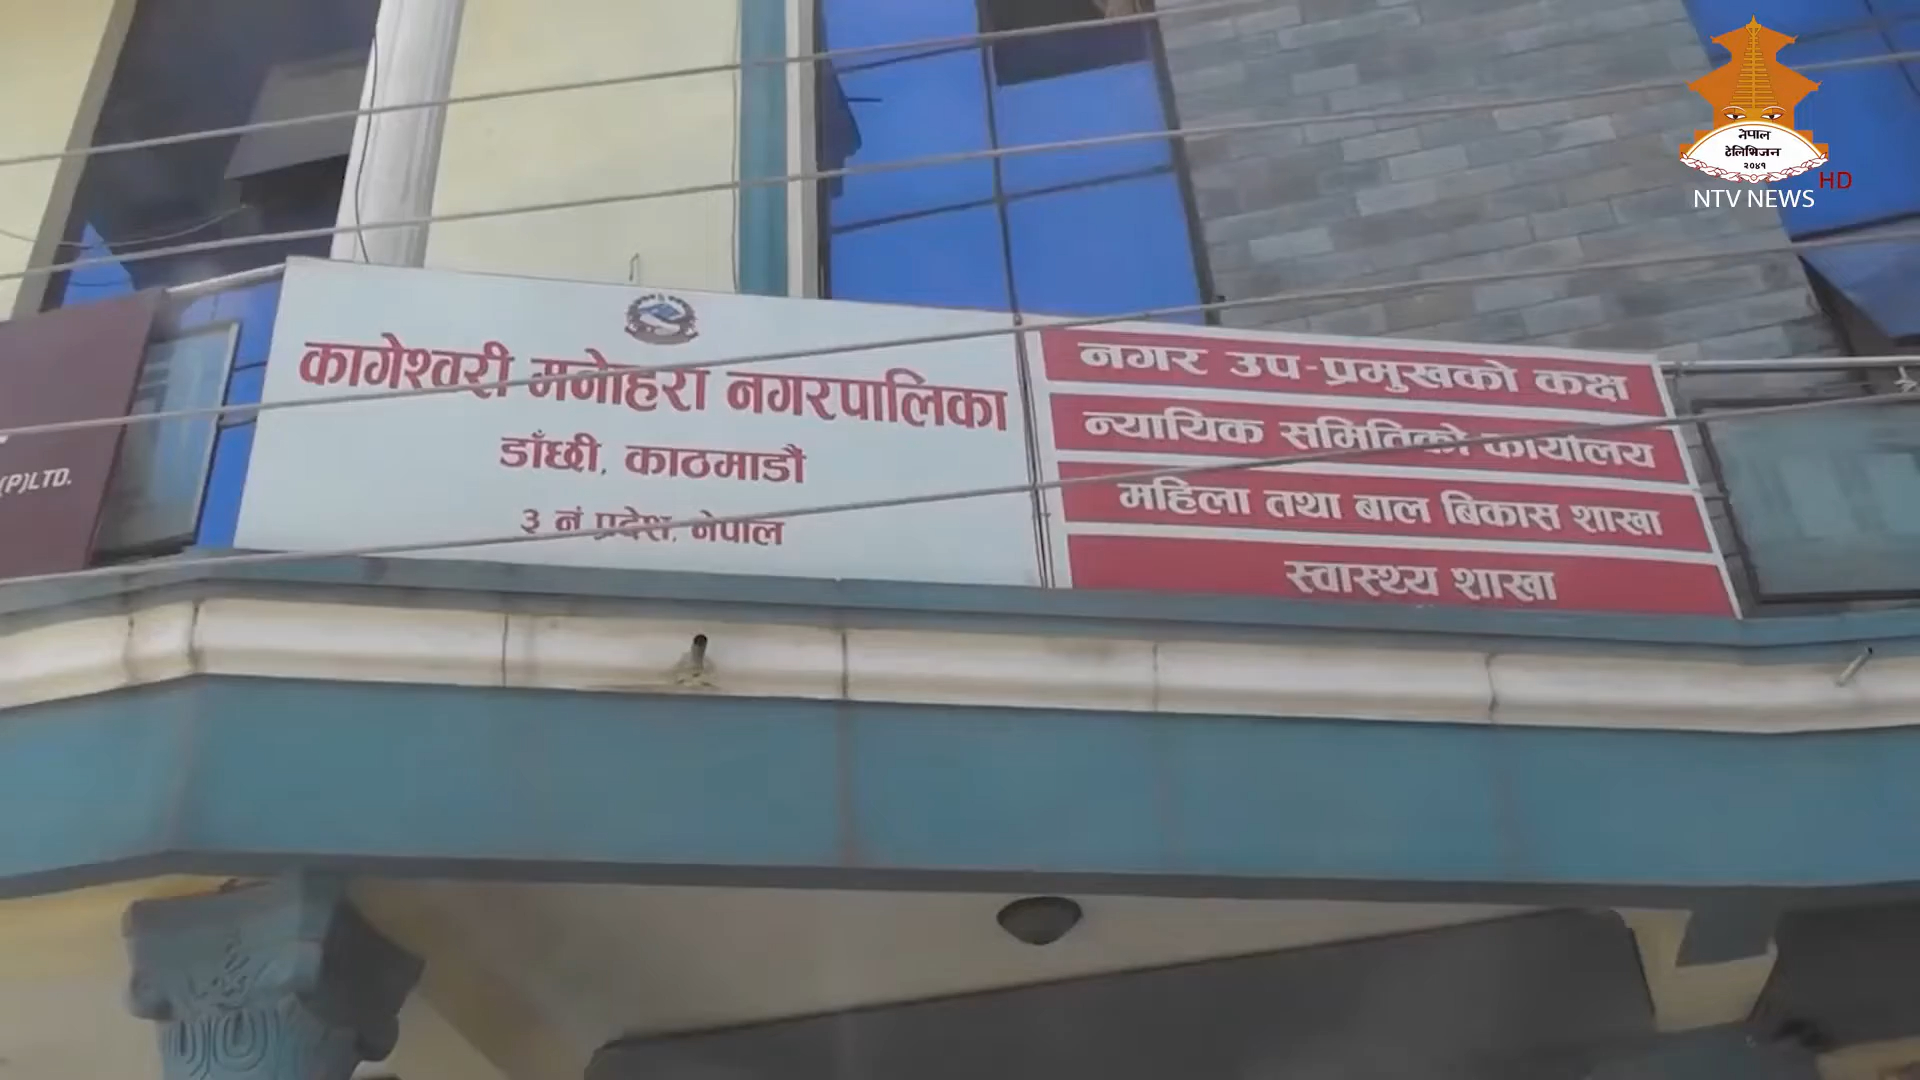 कागेश्वरी मनोहरा नगरपालिका
डाँछी, काठमाडौं
३ नं प्रदेश, नेपाल
नगर उप-प्रमुखको कक्ष
न्यायिक समितिको कार्यालय
महिला तथा बाल बिकास शाखा
स्वास्थ्य शाखा
(P)LTD.
नेपाल
टेलिभिजन
२०४१
HD
NTV NEWS